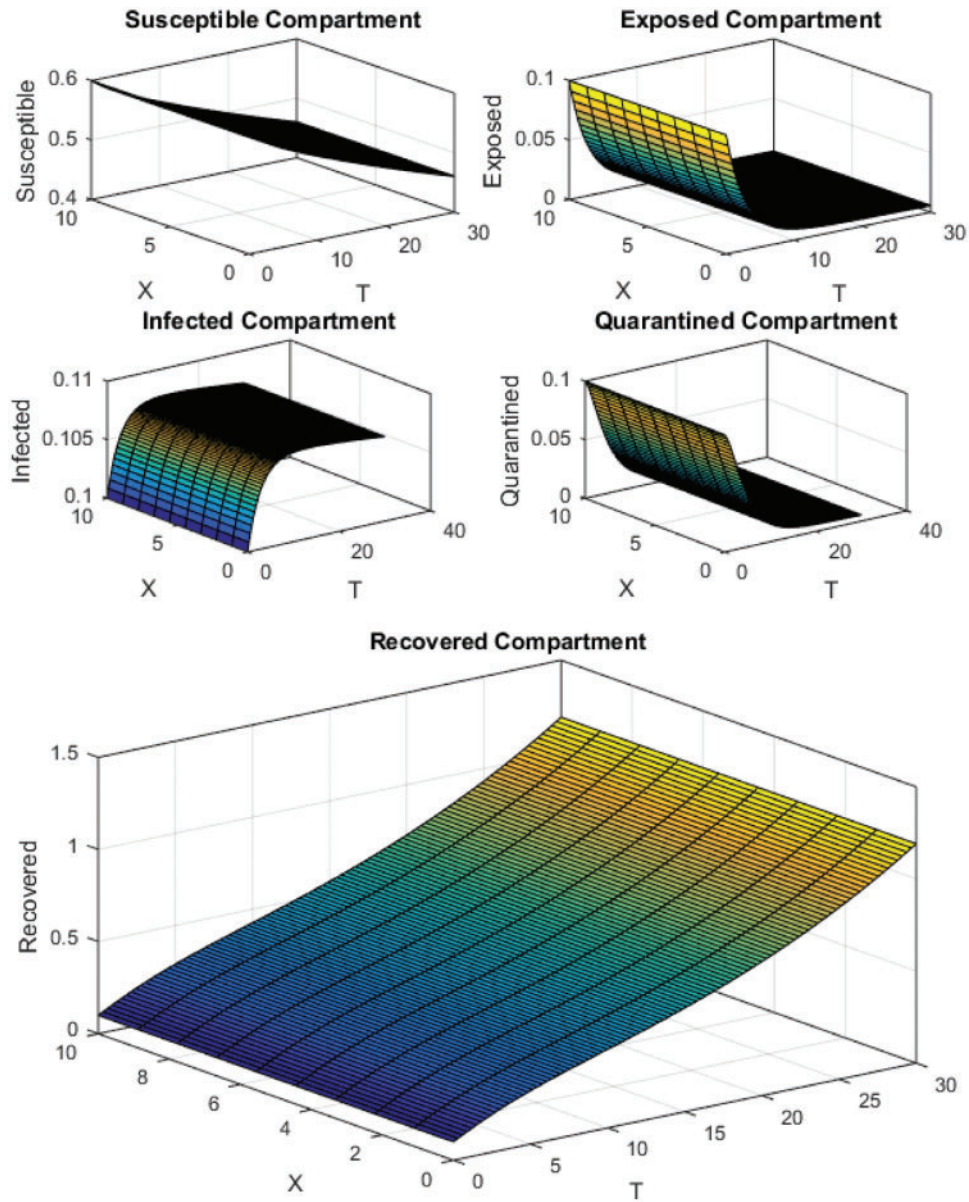 Susceptible Compartment
Susceptible
0.6
0.5
0.4
10
5
0
X
0
10
20
30
T
Exposed Compartment
Exposed
0.1
0.05
0
10
5
0
X
0
10
20
30
T
Infected Compartment
Infected
0.11
0.105
0.1
10
5
0
X
0
20
40
T
Quarantined Compartment
Quarantined
0.1
0.05
0
10
5
0
X
0
20
40
T
Recovered Compartment
Recovered
1.5
1
0.5
0
10
8
6
4
2
0
X
0
5
10
15
20
25
30
T